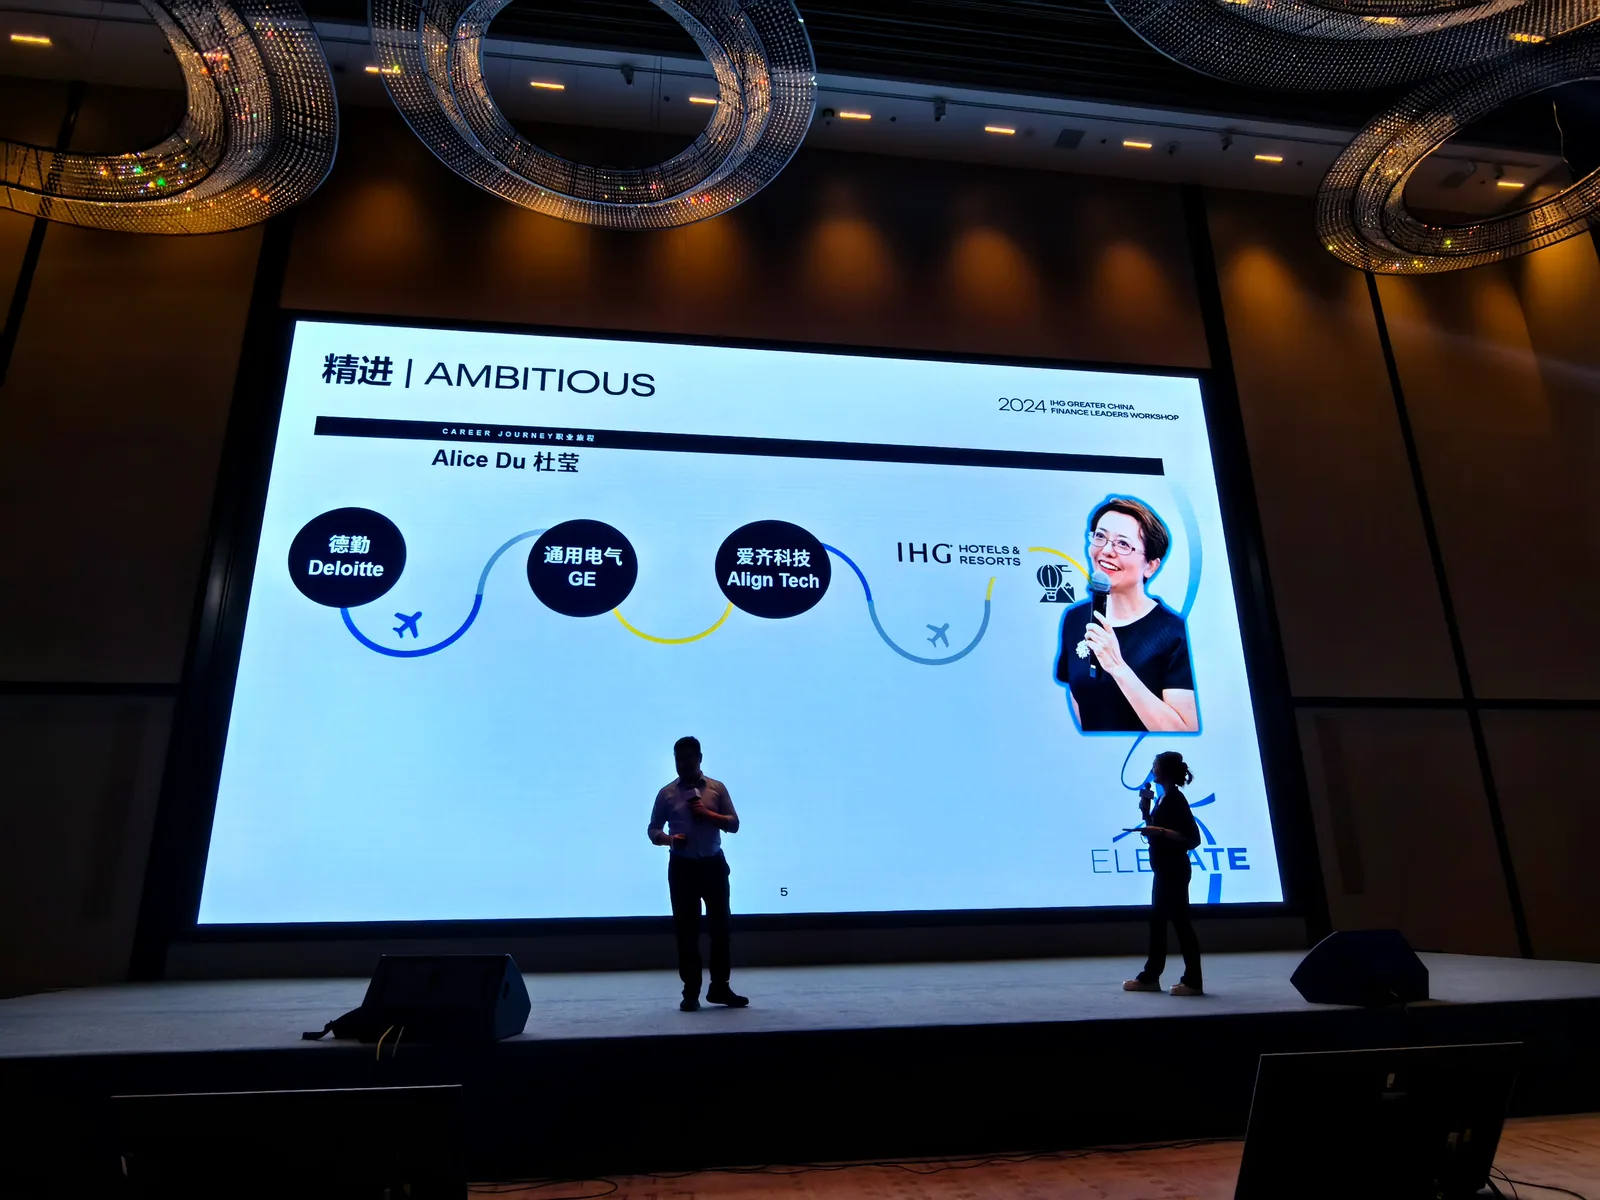 精进 | AMBITIOUS
2024 IHG GREATER CHINA
FINANCE LEADERS WORKSHOP
CAREER JOURNEY职业旅程
Alice Du 杜莹
德勤
Deloitte
通用电气
GE
爱齐科技
Align Tech
IHG HOTELS &
RESORTS
ELEVATE
5